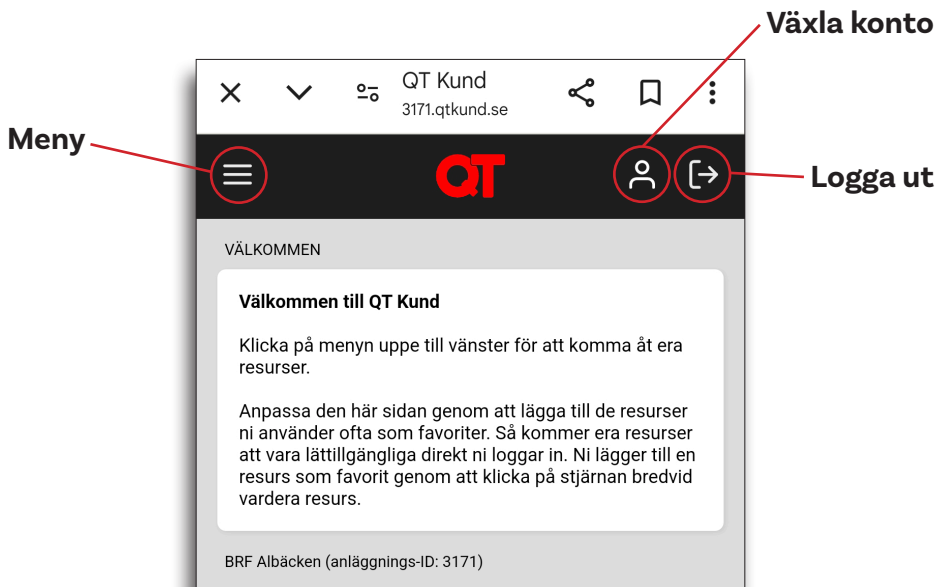 Växla konto
QT Kund
3171.qtkund.se
Meny
QT
Logga ut
VÄLKOMMEN
Välkommen till QT Kund
Klicka på menyn uppe till vänster för att komma åt era
resurser.
Anpassa den här sidan genom att lägga till de resurser
ni använder ofta som favoriter. Så kommer era resurser
att vara lättillgängliga direkt ni loggar in. Ni lägger till en
resurs som favorit genom att klicka på stjärnan bredvid
vardera resurs.
BRF Albäcken (anläggnings-ID: 3171)